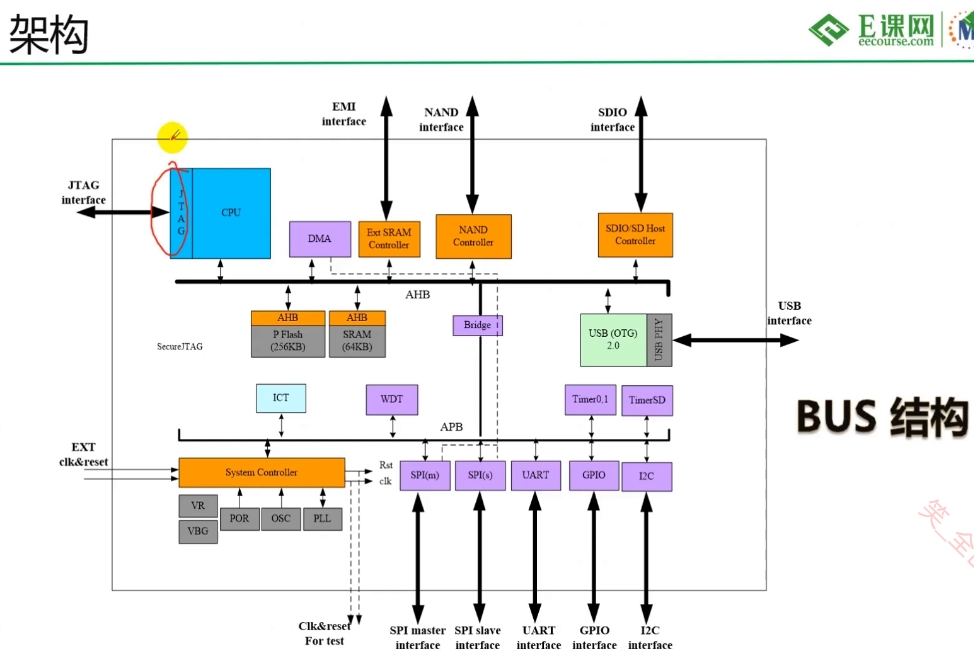 架构
E课网
eecourse.com
EMI
interface
NAND
interface
SDIO
interface
JTAG
interface
JTAG
CPU
DMA
Ext SRAM
Controller
NAND
Controller
SDIO/SD Host
Controller
AHB
AHB
P Flash
(256KB)
AHB
SRAM
(64KB)
Bridge
USB (OTG)
2.0
USB PHY
USB
interface
SecureJTAG
ICT
WDT
Timer0,1
TimerSD
BUS 结构
APB
EXT
clk&reset
System Controller
Rst
clk
SPI(m)
SPI(s)
UART
GPIO
I2C
VR
VBG
POR
OSC
PLL
Clk&reset
For test
SPI master
interface
SPI slave
interface
UART
interface
GPIO
interface
I2C
interface
笑_全